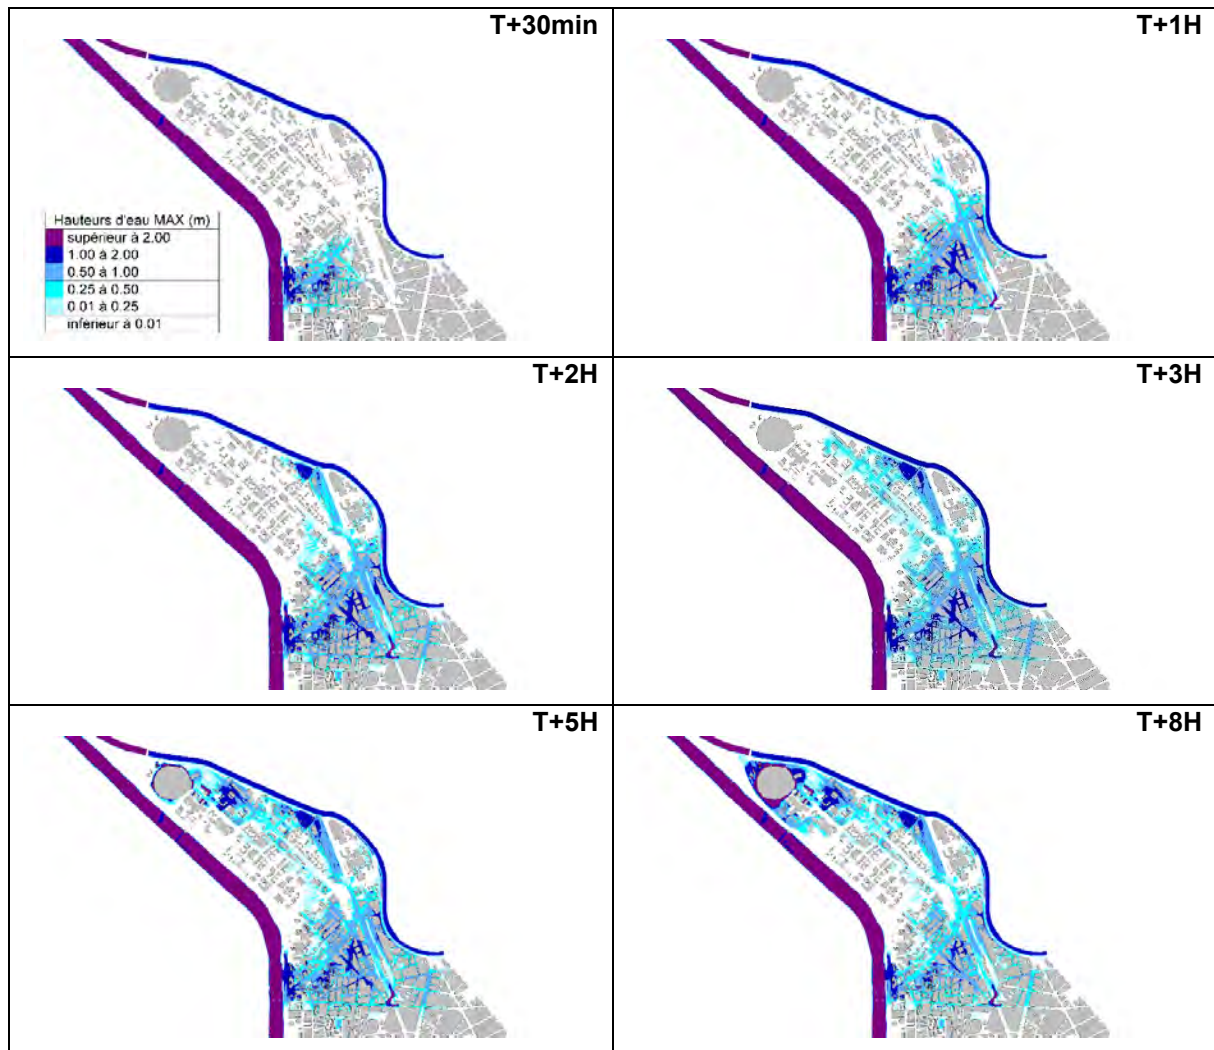 T+30min
T+1H
Hauteurs d'eau MAX (m)
supérieur à 2.00
1.00 à 2.00
0.50 à 1.00
0.25 à 0.50
0.01 à 0.25
inférieur à 0.01
T+2H
T+3H
T+5H
T+8H